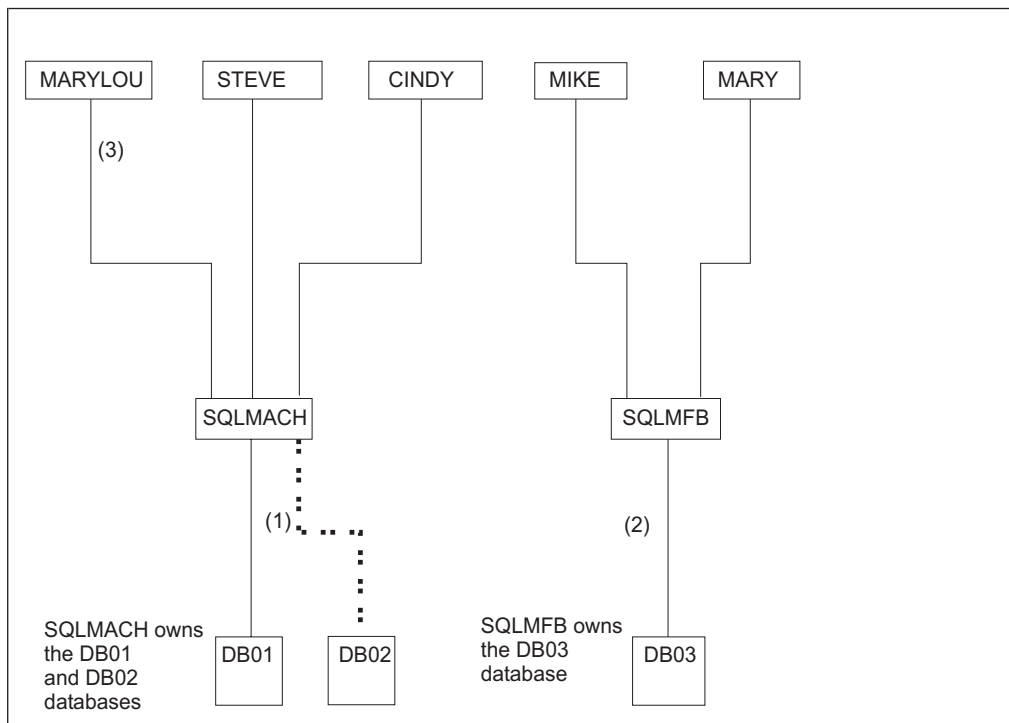 MARYLOU
STEVE
CINDY
MIKE
MARY
(3)
SQLMACH
SQLMFB
(1)
(2)
SQLMACH owns
the DB01
and DB02
databases
DB01
DB02
SQLMFB owns
the DB03
database
DB03